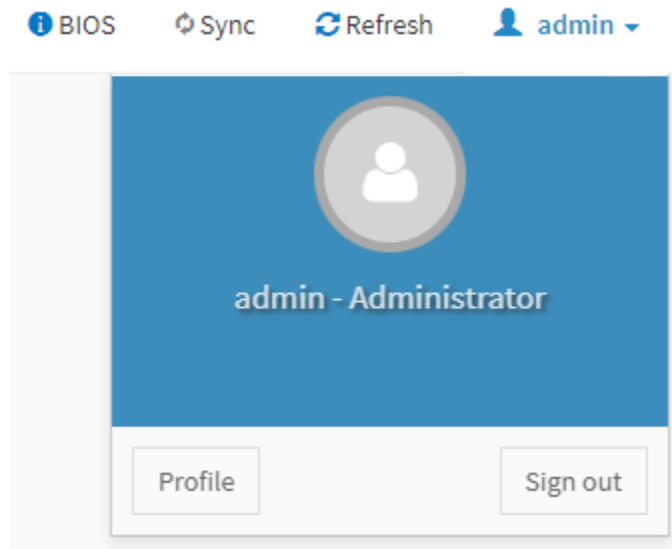 BIOS Sync Refresh admin
admin - Administrator
Profile Sign out